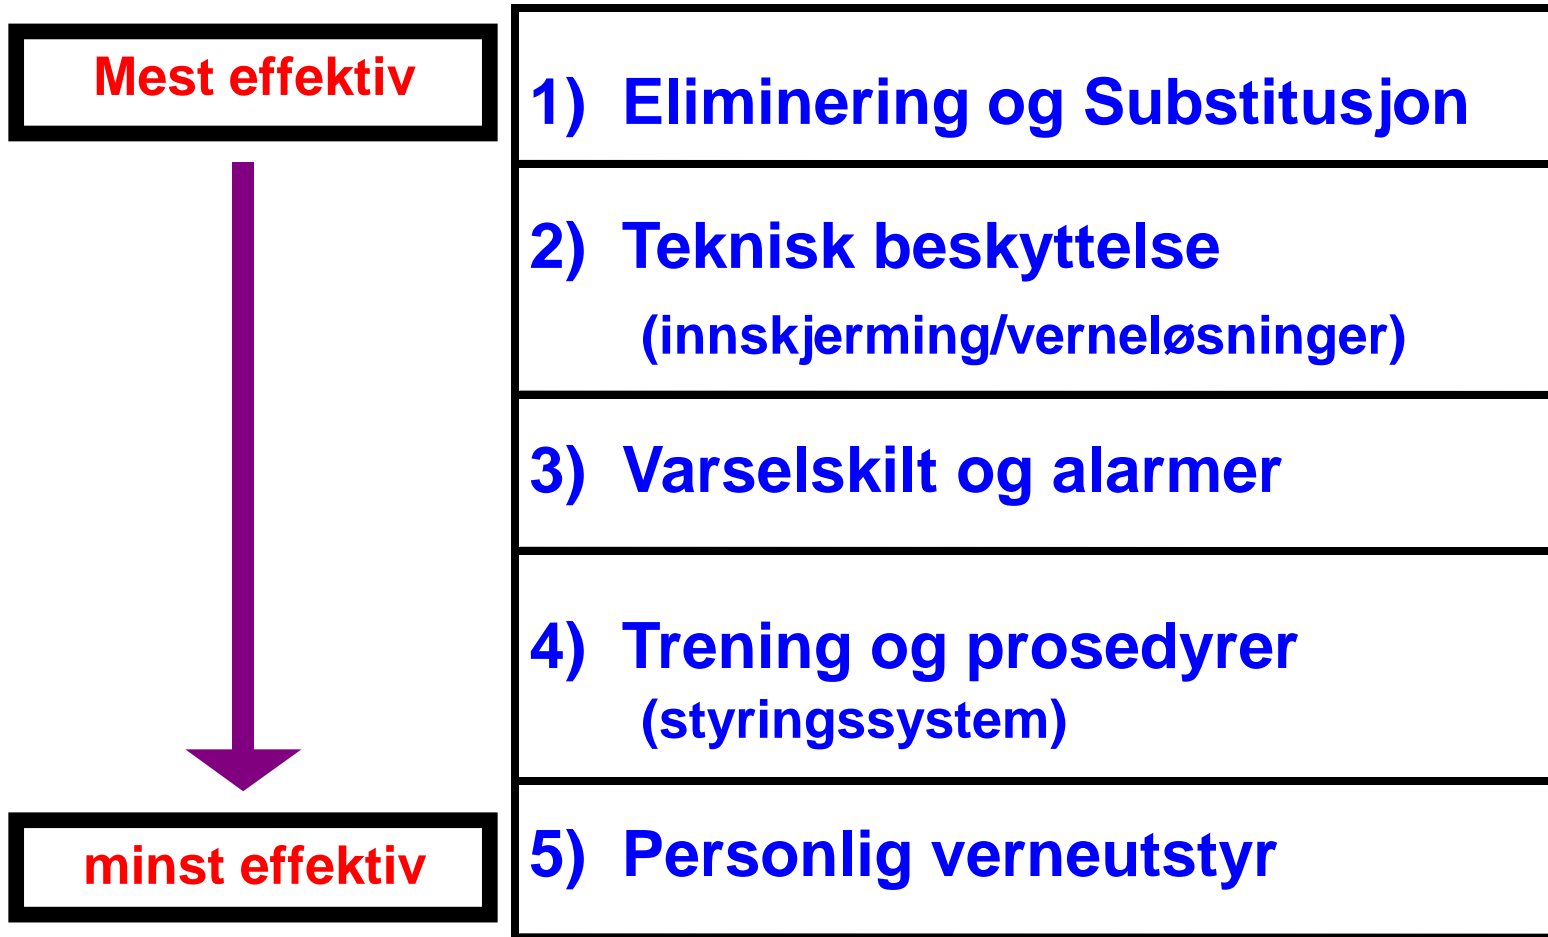 Mest effektiv
1) Eliminering og Substitusjon
2) Teknisk beskyttelse
(innskjerming/verneløsninger)
3) Varselskilt og alarmer
4) Trening og prosedyrer
(styringssystem)
minst effektiv
5) Personlig verneutstyr